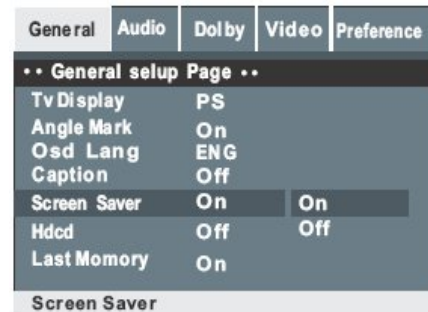 General Audio Dolby Video Preference
•• General selup Page ••
Tv Display PS
Angle Mark On
Osd Lang ENG
Caption Off
Screen Saver On On
Hdcd Off Off
Last Momory On
Screen Saver